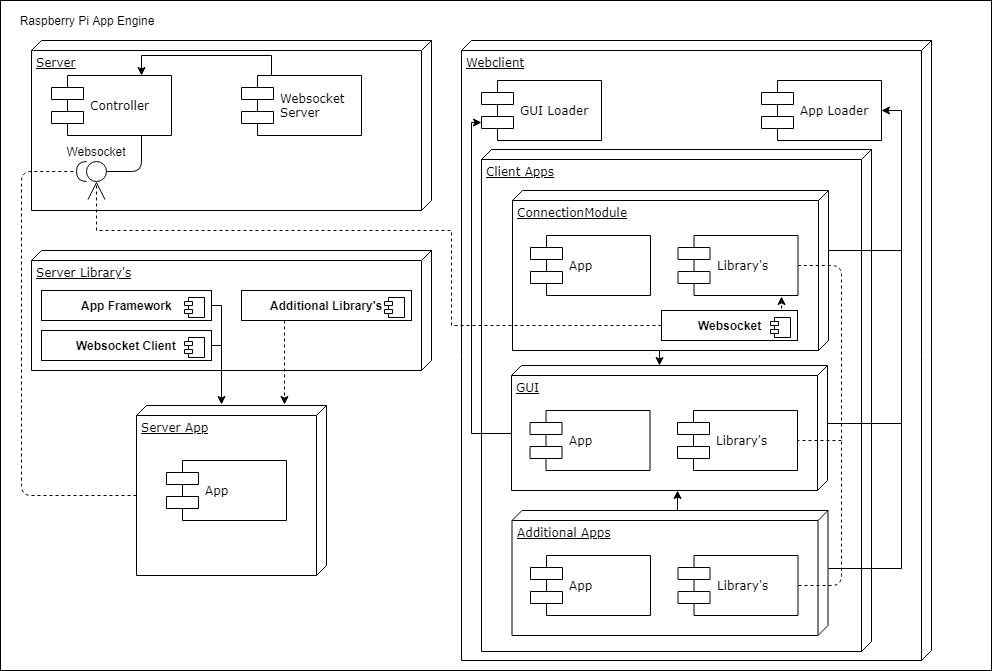 Raspberry Pi App Engine
Server
Controller
Websocket
Server
Websocket
Server Library's
App Framework
Additional Library's
Websocket Client
Server App
App
Webclient
GUI Loader
App Loader
Client Apps
ConnectionModule
App
Library's
Websocket
GUI
App
Library's
Additional Apps
App
Library's